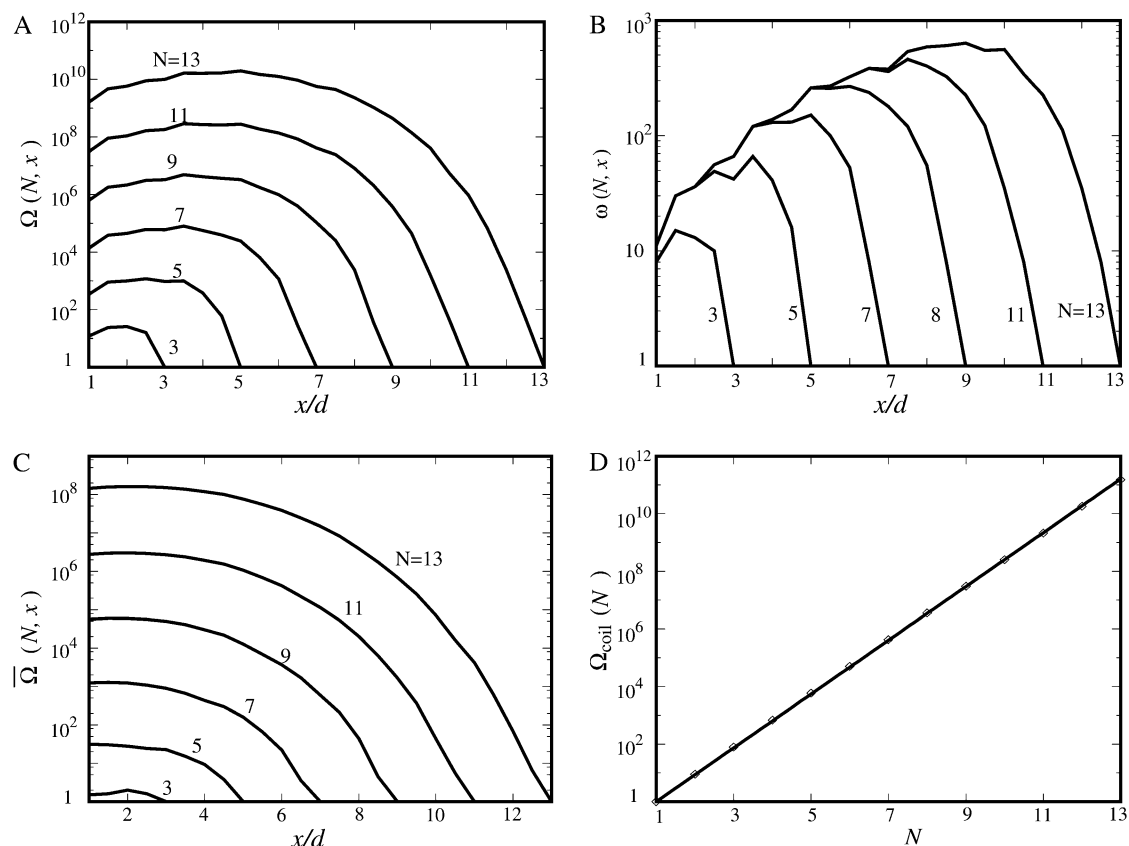 A
10^12
10^10
10^8
10^6
10^4
10^2
1
Ω (N, x)
N=13
11
9
7
5
3
1 3 5 7 9 11 13
x/d
B
10^3
10^2
10
1
ω (N, x)
3 5 7 8 11 N=13
1 3 5 7 9 11 13
x/d
C
10^8
10^6
10^4
10^2
1
Ω̅ (N, x)
N=13
11
9
7
5
3
2 4 6 8 10 12
x/d
D
10^12
10^10
10^8
10^6
10^4
10^2
1
Ω_coil (N)
1 3 5 7 9 11 13
N